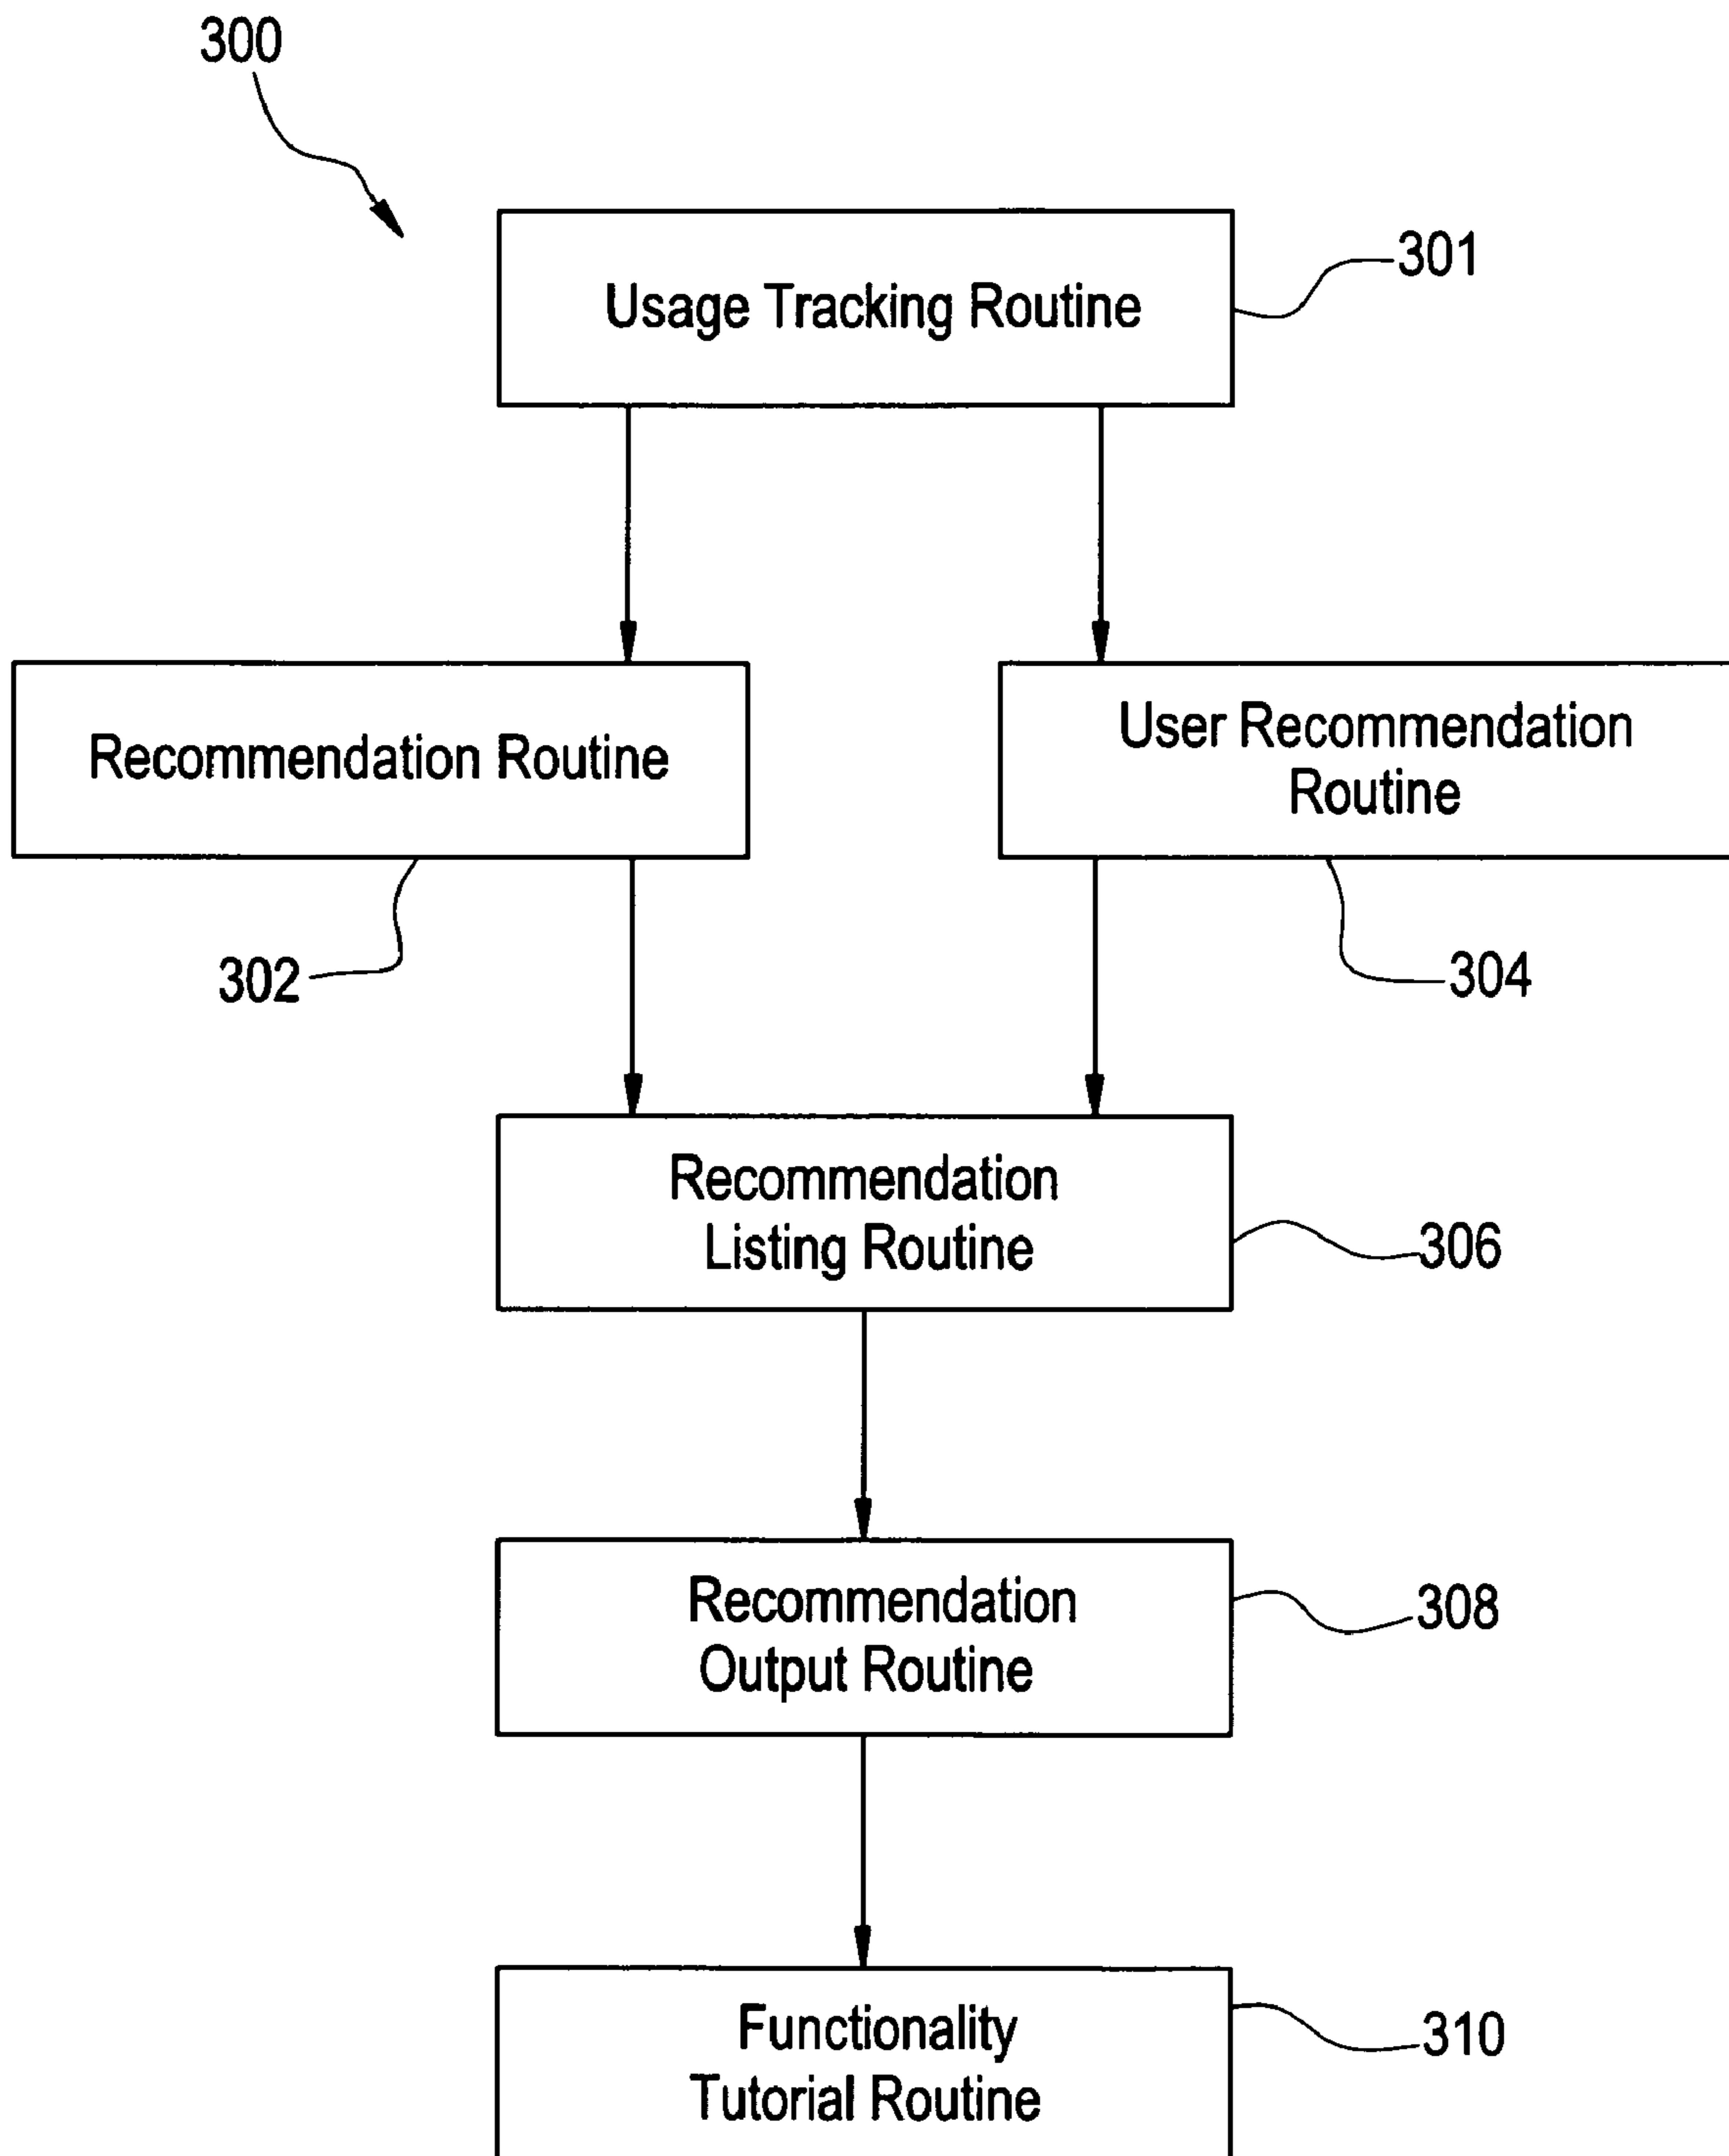 300
Usage Tracking Routine
301
Recommendation Routine
User Recommendation
Routine
302
304
Recommendation
Listing Routine
306
Recommendation
Output Routine
308
Functionality
Tutorial Routine
310